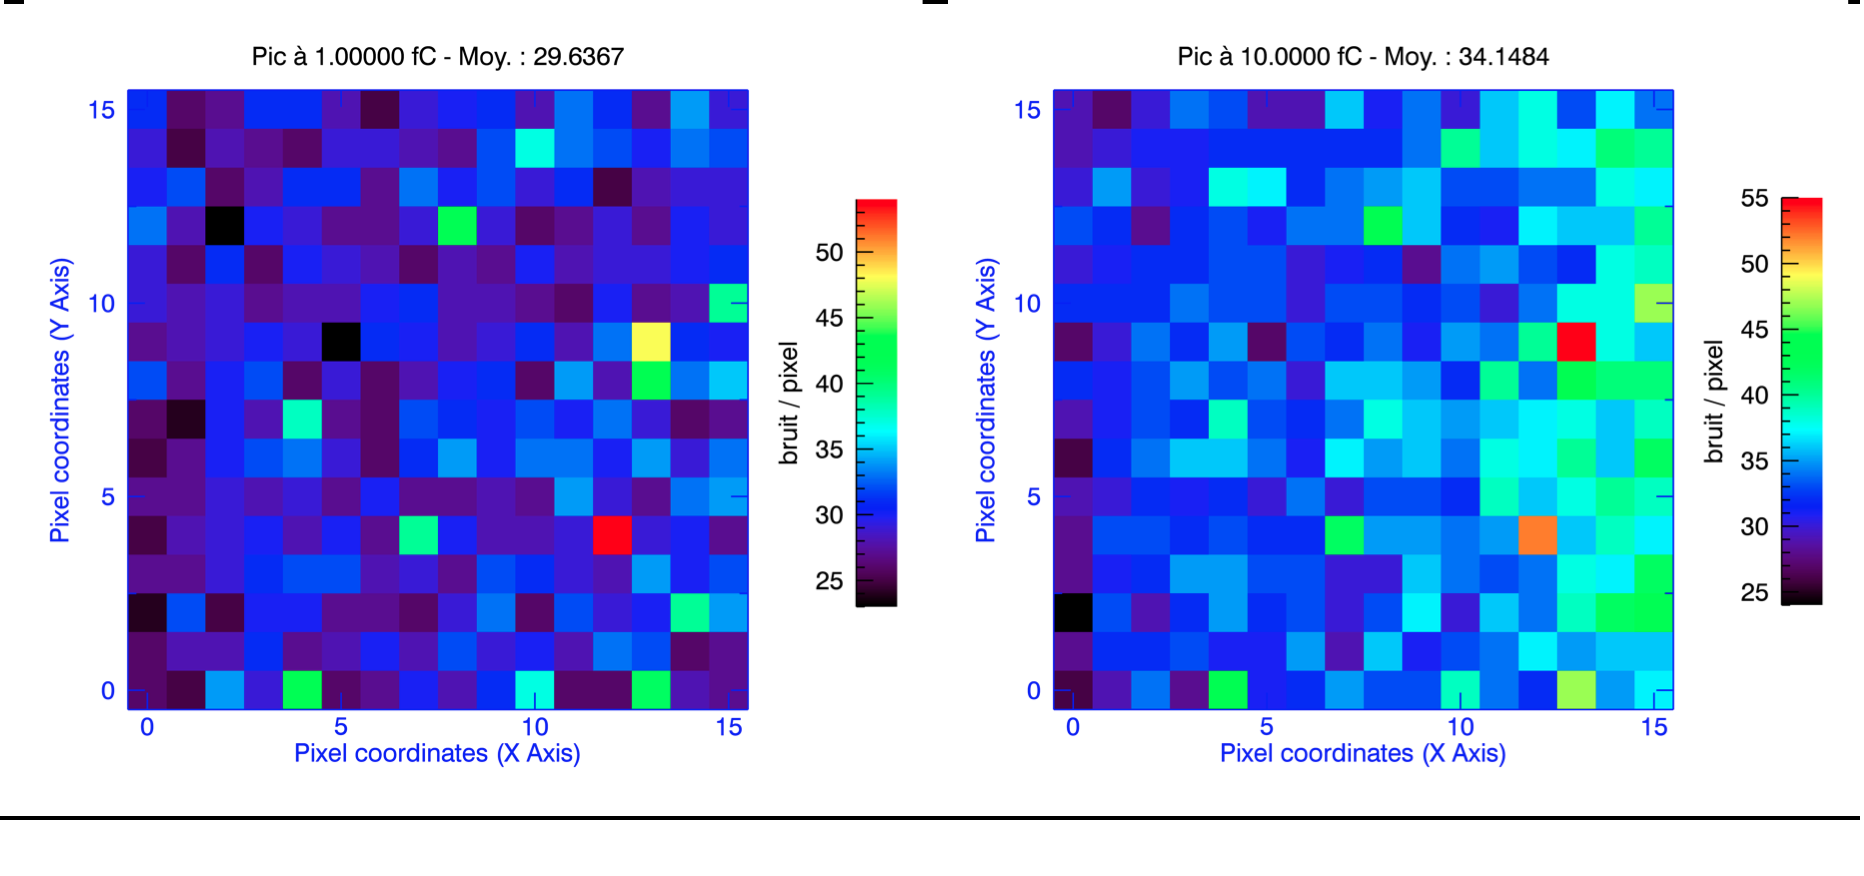 Pic à 1.00000 fC - Moy. : 29.6367
15
10
5
0
0 5 10 15
Pixel coordinates (X Axis)
Pixel coordinates (Y Axis)
50
45
40
35
30
25
bruit / pixel
Pic à 10.0000 fC - Moy. : 34.1484
15
10
5
0
0 5 10 15
Pixel coordinates (X Axis)
Pixel coordinates (Y Axis)
55
50
45
40
35
30
25
bruit / pixel